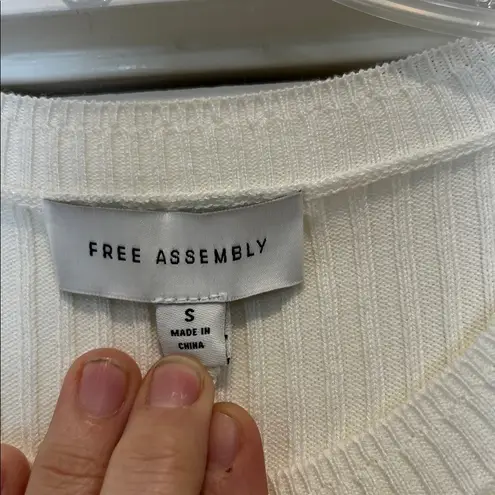 FREE ASSEMBLY
S
MADE IN
CHINA